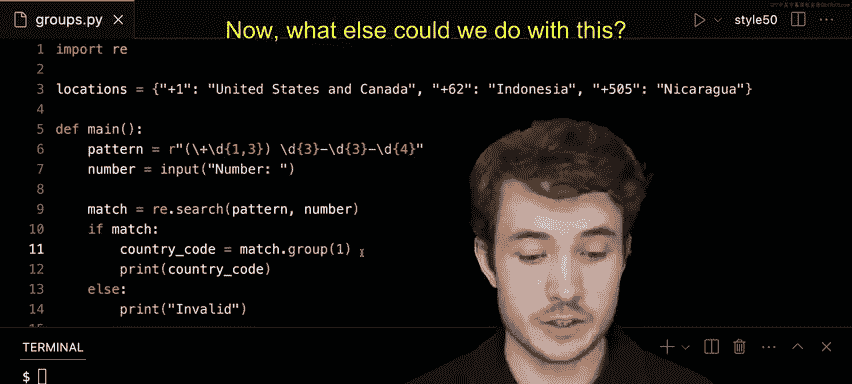 groups.py
style50
Now, what else could we do with this?
1 import re
2
3 locations = {"+1": "United States and Canada", "+62": "Indonesia", "+505": "Nicaragua"}
4
5 def main():
6     pattern = r"(\+\d{1,3}) \d{3}-\d{3}-\d{4}"
7     number = input("Number: ")
8
9     match = re.search(pattern, number)
10     if match:
11         country_code = match.group(1)
12         print(country_code)
13     else:
14         print("Invalid")
TERMINAL
$